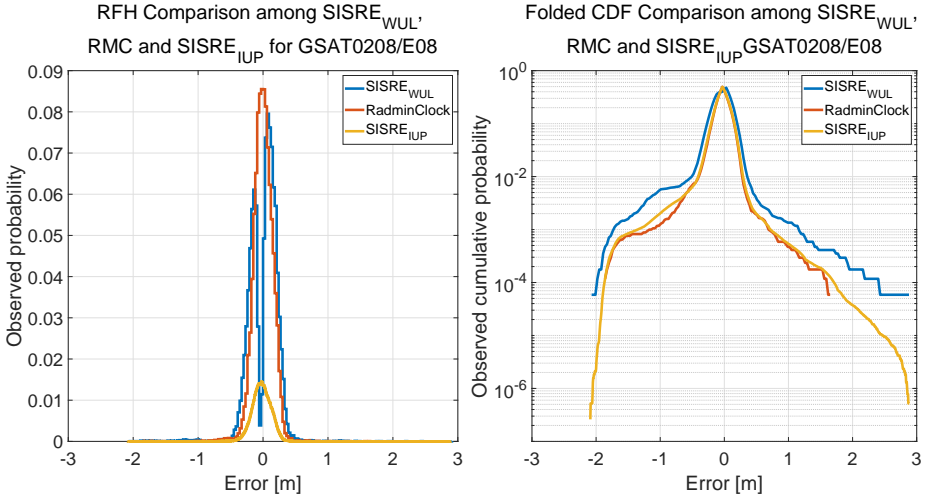 RFH Comparison among SISRE_WUL,
RMC and SISRE_IUP for GSAT0208/E08
0.09
0.08
0.07
0.06
0.05
0.04
0.03
0.02
0.01
0
Observed probability
-3 -2 -1 0 1 2 3
Error [m]
SISRE_WUL
RadminClock
SISRE_IUP
Folded CDF Comparison among SISRE_WUL,
RMC and SISRE_IUPGSAT0208/E08
10^0
10^-2
10^-4
10^-6
Observed cumulative probability
-3 -2 -1 0 1 2 3
Error [m]
SISRE_WUL
RadminClock
SISRE_IUP